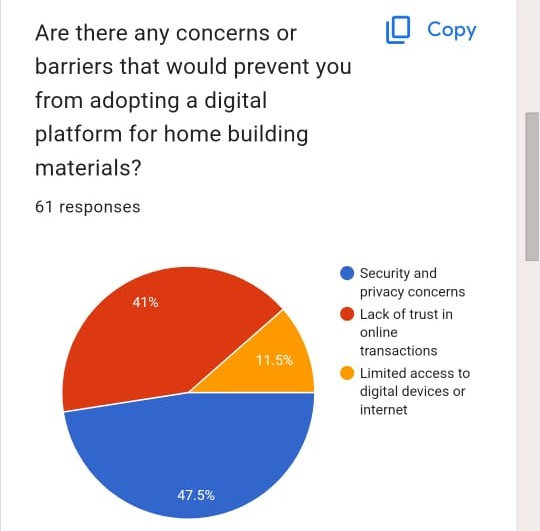 Are there any concerns or
barriers that would prevent you
from adopting a digital
platform for home building
materials?
Copy
61 responses
41%
11.5%
47.5%
Security and
privacy concerns
Lack of trust in
online
transactions
Limited access to
digital devices or
internet